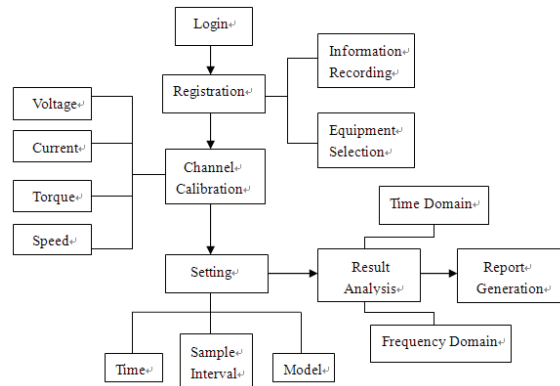 Login
Information
Recording
Registration
Voltage
Equipment
Selection
Current
Channel
Calibration
Torque
Time Domain
Speed
Setting
Result
Analysis
Report
Generation
Frequency Domain
Time
Sample
Interval
Model